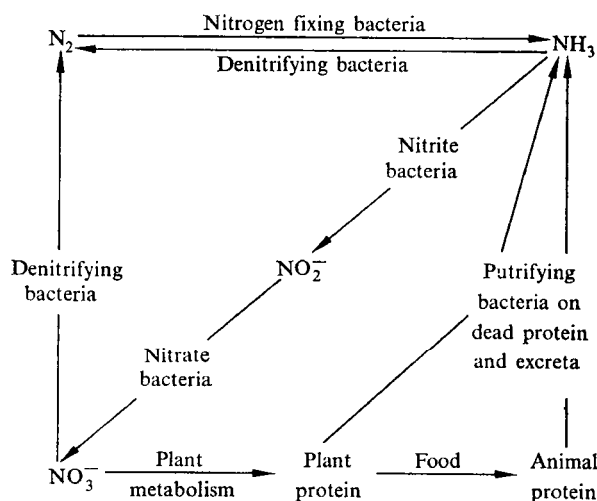 Nitrogen fixing bacteria
N₂
NH₃
Denitrifying bacteria
Nitrite
bacteria
Denitrifying
bacteria
NO₂⁻
Putrifying
bacteria on
dead protein
and excreta
Nitrate
bacteria
NO₃⁻
Plant
metabolism
Plant
protein
Food
Animal
protein